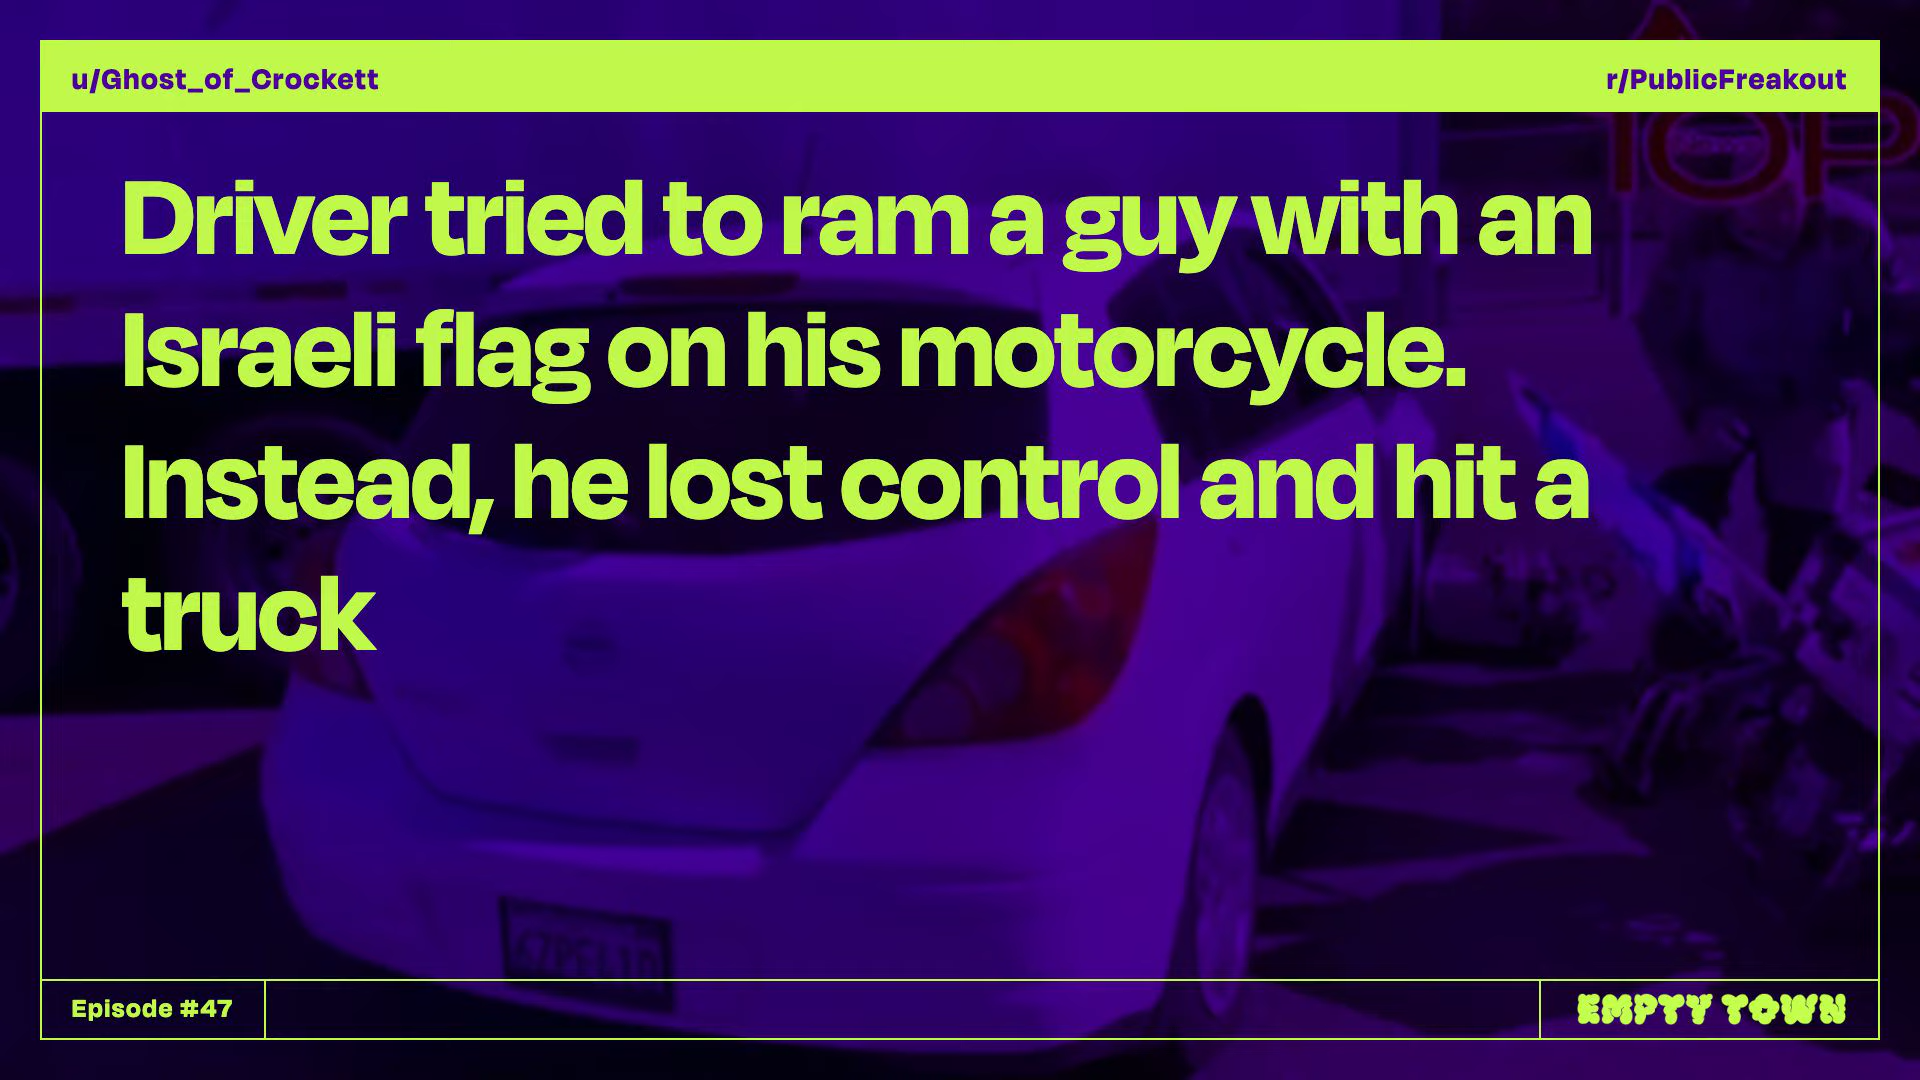 u/Ghost_of_Crockett
r/PublicFreakout
Driver tried to ram a guy with an
Israeli flag on his motorcycle.
Instead, he lost control and hit a
truck
Episode #47
EMPTY TOWN